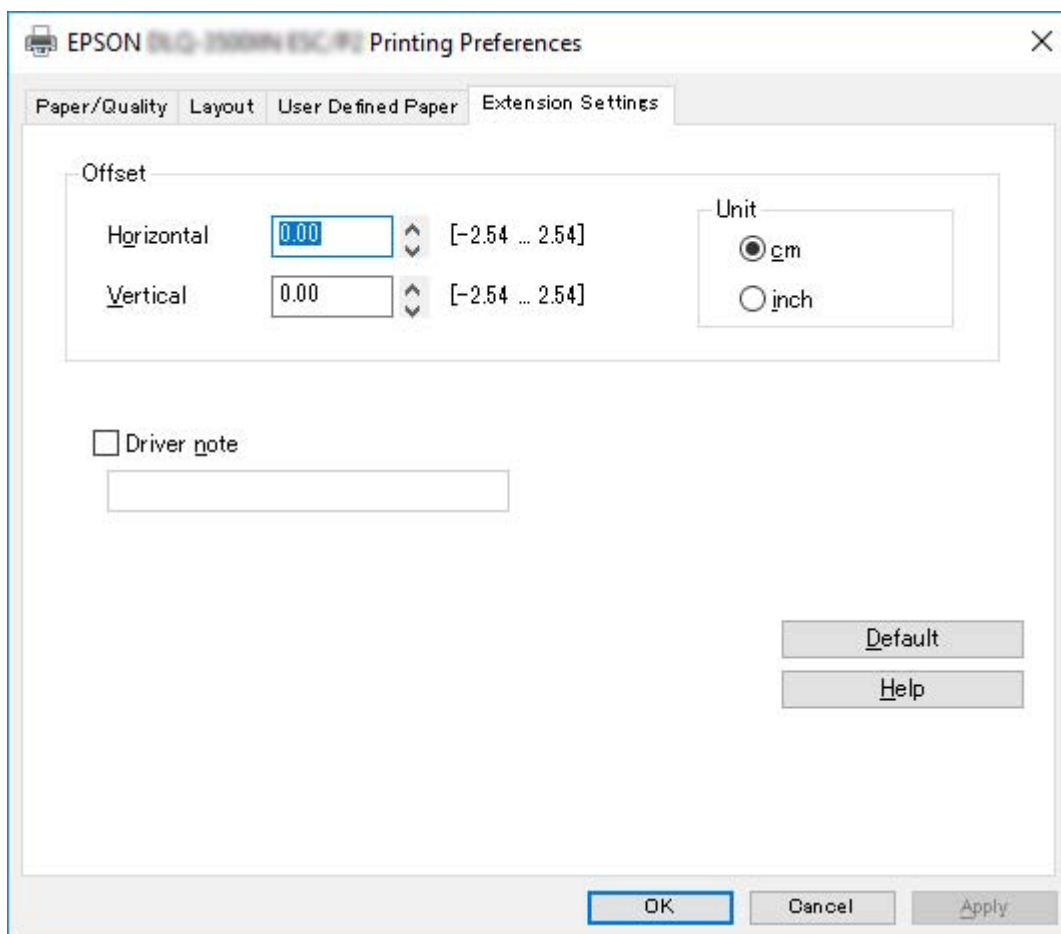 EPSON Printing Preferences
Paper/Quality Layout User Defined Paper Extension Settings
Offset
Horizontal 0.00 [-2.54 ... 2.54]
Vertical 0.00 [-2.54 ... 2.54]
Unit
cm
inch
Driver note
Default
Help
OK Cancel Apply